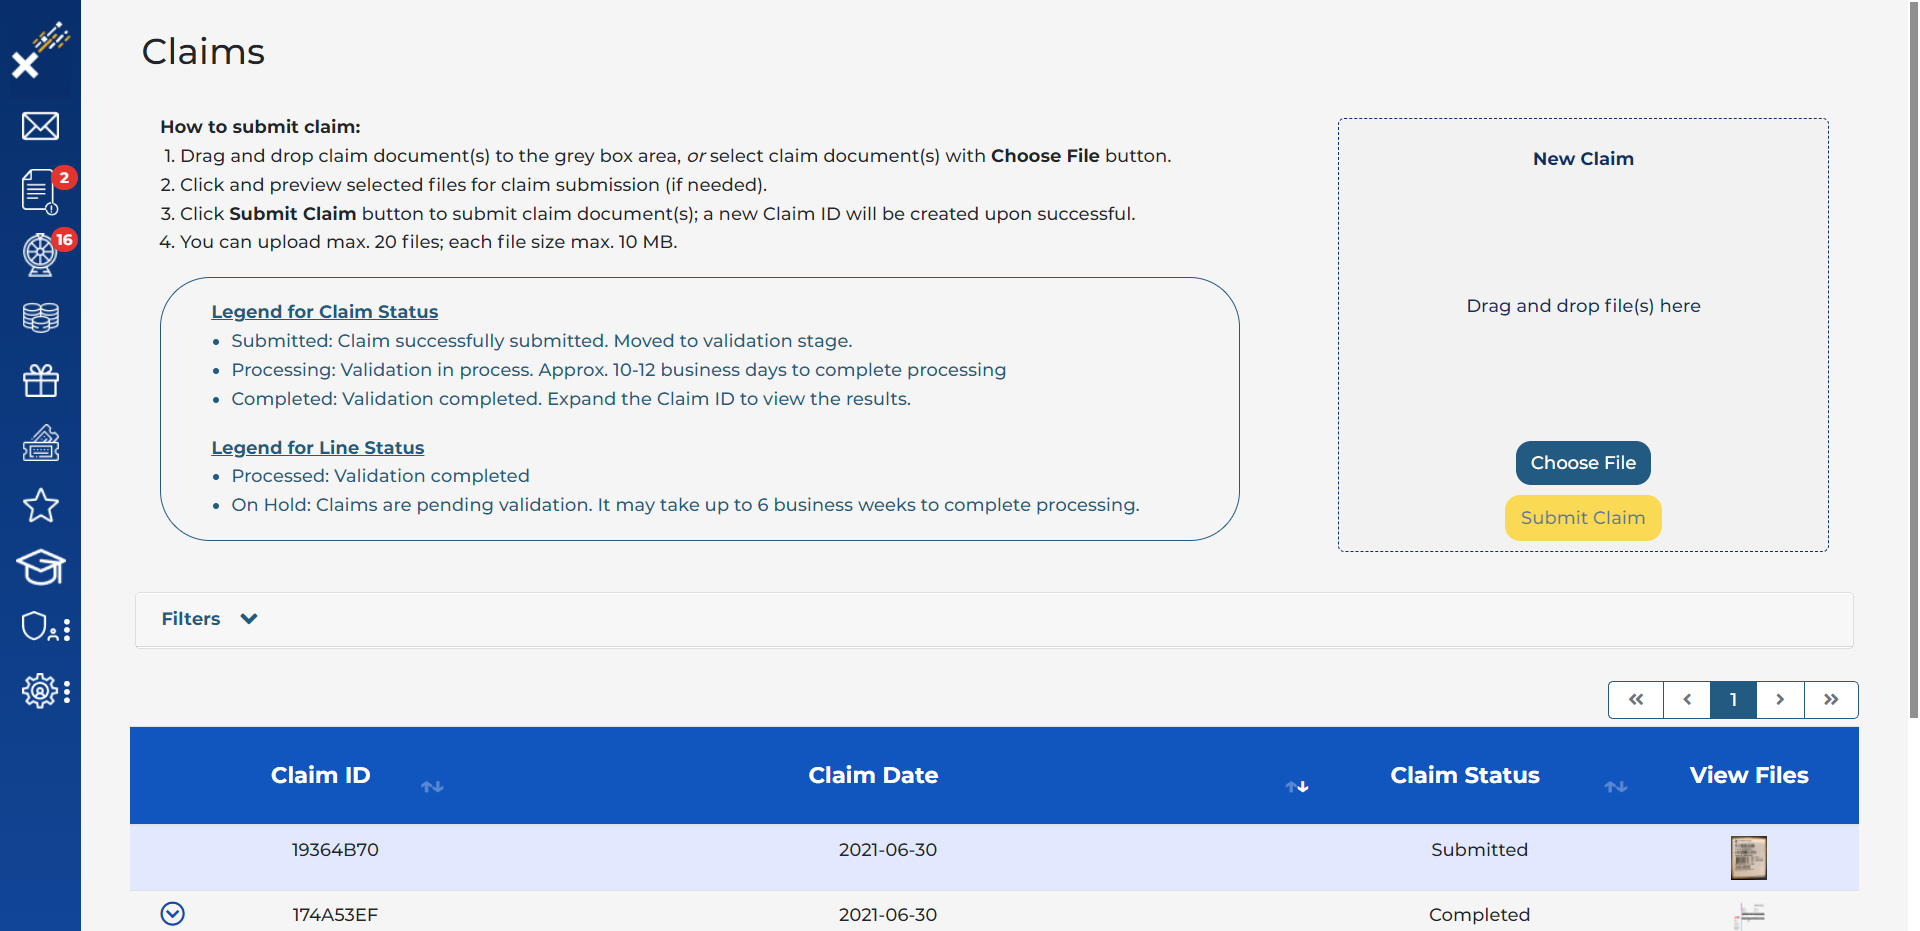 Claims
2
16
How to submit claim:
1. Drag and drop claim document(s) to the grey box area, or select claim document(s) with Choose File button.
2. Click and preview selected files for claim submission (if needed).
3. Click Submit Claim button to submit claim document(s); a new Claim ID will be created upon successful.
4. You can upload max. 20 files; each file size max. 10 MB.
Legend for Claim Status
• Submitted: Claim successfully submitted. Moved to validation stage.
• Processing: Validation in process. Approx. 10-12 business days to complete processing
• Completed: Validation completed. Expand the Claim ID to view the results.
Legend for Line Status
• Processed: Validation completed
• On Hold: Claims are pending validation. It may take up to 6 business weeks to complete processing.
New Claim
Drag and drop file(s) here
Choose File
Submit Claim
Filters
« ‹ 1 › »
Claim ID Claim Date Claim Status View Files
19364B70 2021-06-30 Submitted
174A53EF 2021-06-30 Completed